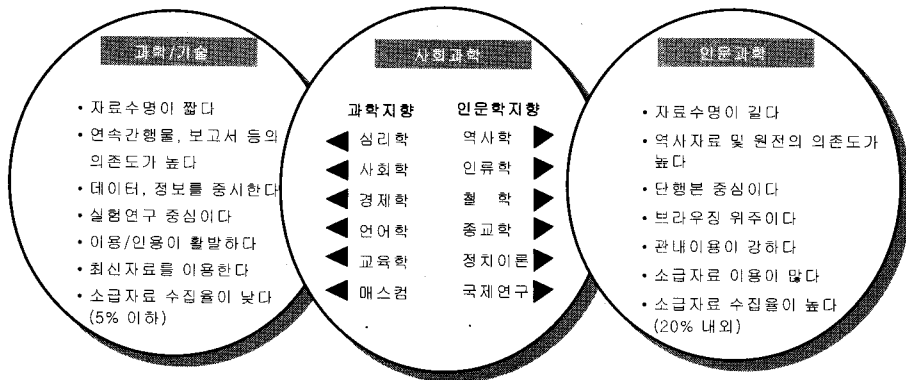 과학/기술
• 자료수명이 짧다
• 연속간행물, 보고서 등의
의존도가 높다
• 데이터, 정보를 중시한다
• 실험연구 중심이다
• 이용/인용이 활발하다
• 최신자료를 이용한다
• 소급자료 수집율이 낮다
(5% 이하)
사회과학
과학지향 인문학지향
◀ 심리학 역사학 ▶
◀ 사회학 인류학 ▶
◀ 경제학 철 학 ▶
◀ 언어학 종교학 ▶
◀ 교육학 정치이론 ▶
◀ 매스컴 국제연구 ▶
인문과학
• 자료수명이 길다
• 역사자료 및 원전의 의존도가
높다
• 단행본 중심이다
• 브라우징 위주이다
• 관내이용이 강하다
• 소급자료 이용이 많다
• 소급자료 수집율이 높다
(20% 내외)